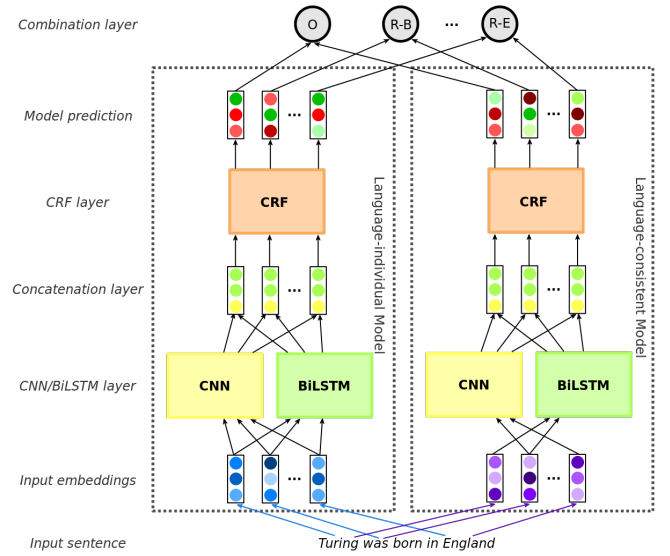 Combination layer
O R-B ... R-E
Model prediction
... ...
CRF layer
CRF CRF
Language-individual Model
Language-consistent Model
Concatenation layer
... ...
CNN/BiLSTM layer
CNN BiLSTM CNN BiLSTM
Input embeddings
... ...
Input sentence
Turing was born in England